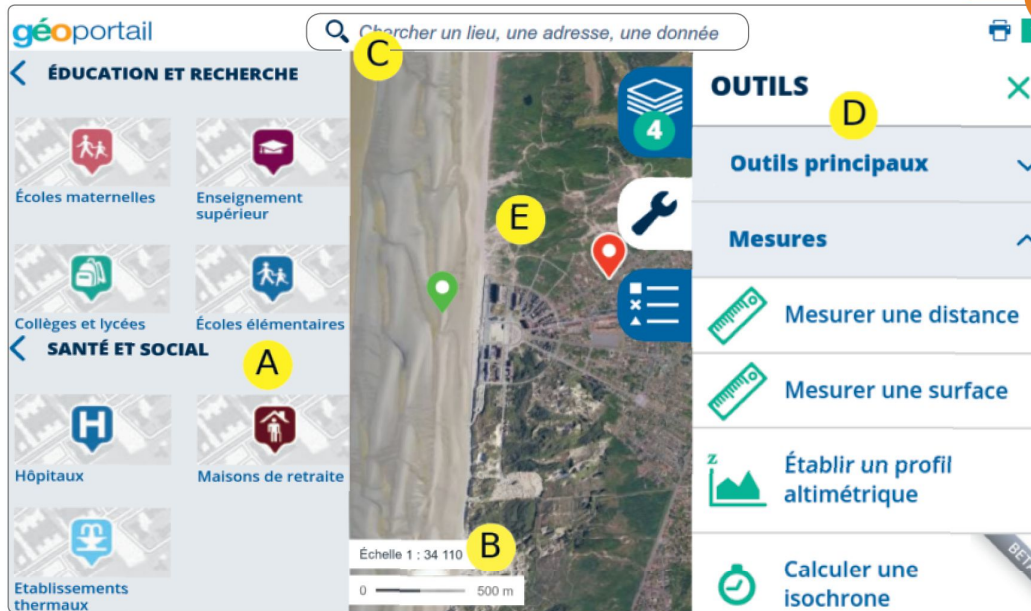 géoportail
Chercher un lieu, une adresse, une donnée
C
ÉDUCATION ET RECHERCHE
Écoles maternelles
Enseignement
supérieur
Collèges et lycées
Écoles élémentaires
SANTÉ ET SOCIAL
A
H
Hôpitaux
Maisons de retraite
Etablissements
thermaux
4
E
Échelle 1 : 34 110
B
0 500 m
OUTILS
D
Outils principaux
Mesures
Mesurer une distance
Mesurer une surface
z
Établir un profil
altimétrique
Calculer une
isochrone